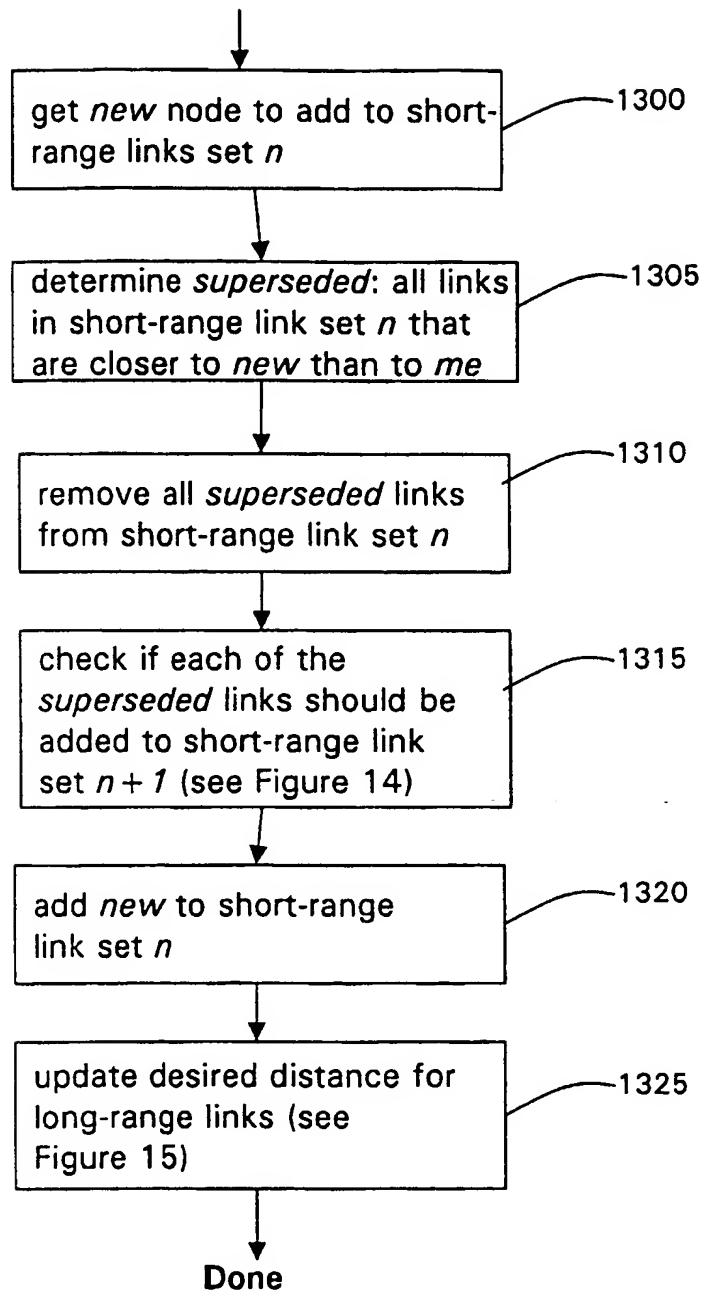 get new node to add to short-
range links set n
1300
determine superseded: all links
in short-range link set n that
are closer to new than to me
1305
remove all superseded links
from short-range link set n
1310
check if each of the
superseded links should be
added to short-range link
set n+1 (see Figure 14)
1315
add new to short-range
link set n
1320
update desired distance for
long-range links (see
Figure 15)
1325
Done